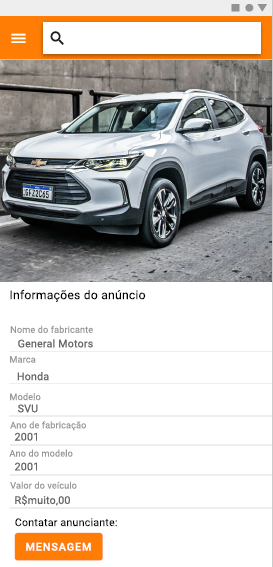 GFZ2C65
Informações do anúncio
Nome do fabricante
General Motors
Marca
Honda
Modelo
SVU
Ano de fabricação
2001
Ano do modelo
2001
Valor do veículo
R$muito,00
Contatar anunciante:
MENSAGEM